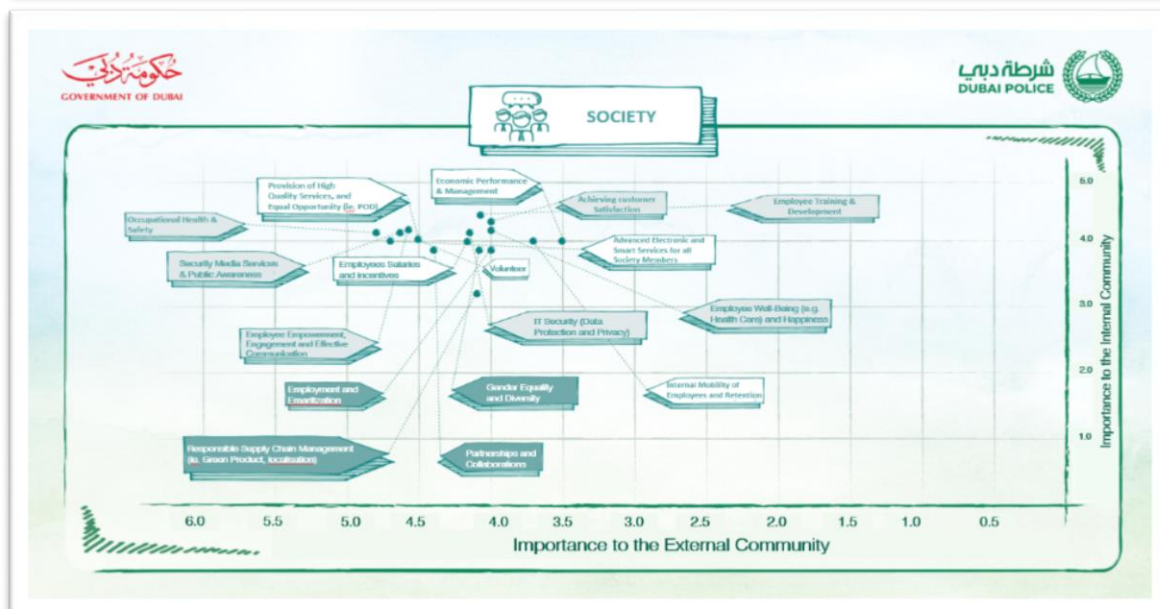 حكومة دبي
GOVERNMENT OF DUBAI
شرطة دبي
DUBAI POLICE
SOCIETY
Provision of High
Quality Services, and
Equal Opportunity (ie. POD)
Economic Performance
& Management
Achieving customer
Satisfaction
Employee Training &
Development
Occupational Health &
Safety
Security Media Services
& Public Awareness
Employees Salaries
and incentives
Volunteer
Advanced Electronic and
Smart Services for all
Society Members
Employee Empowerment,
Engagement and Effective
Communication
IT Security (Data
Protection and Privacy)
Employee Well-Being (e.g.
Health Care) and Happiness
Employment and
Emaritization
Gender Equality
and Diversity
Internal Mobility of
Employees and Retention
Responsible Supply Chain Management
(ie. Green Product, localisation)
Partnerships and
Collaborations
6.0
4.0
3.0
2.0
1.0
Importance to the Internal Community
6.0 5.5 5.0 4.5 4.0 3.5 3.0 2.5 2.0 1.5 1.0 0.5
Importance to the External Community